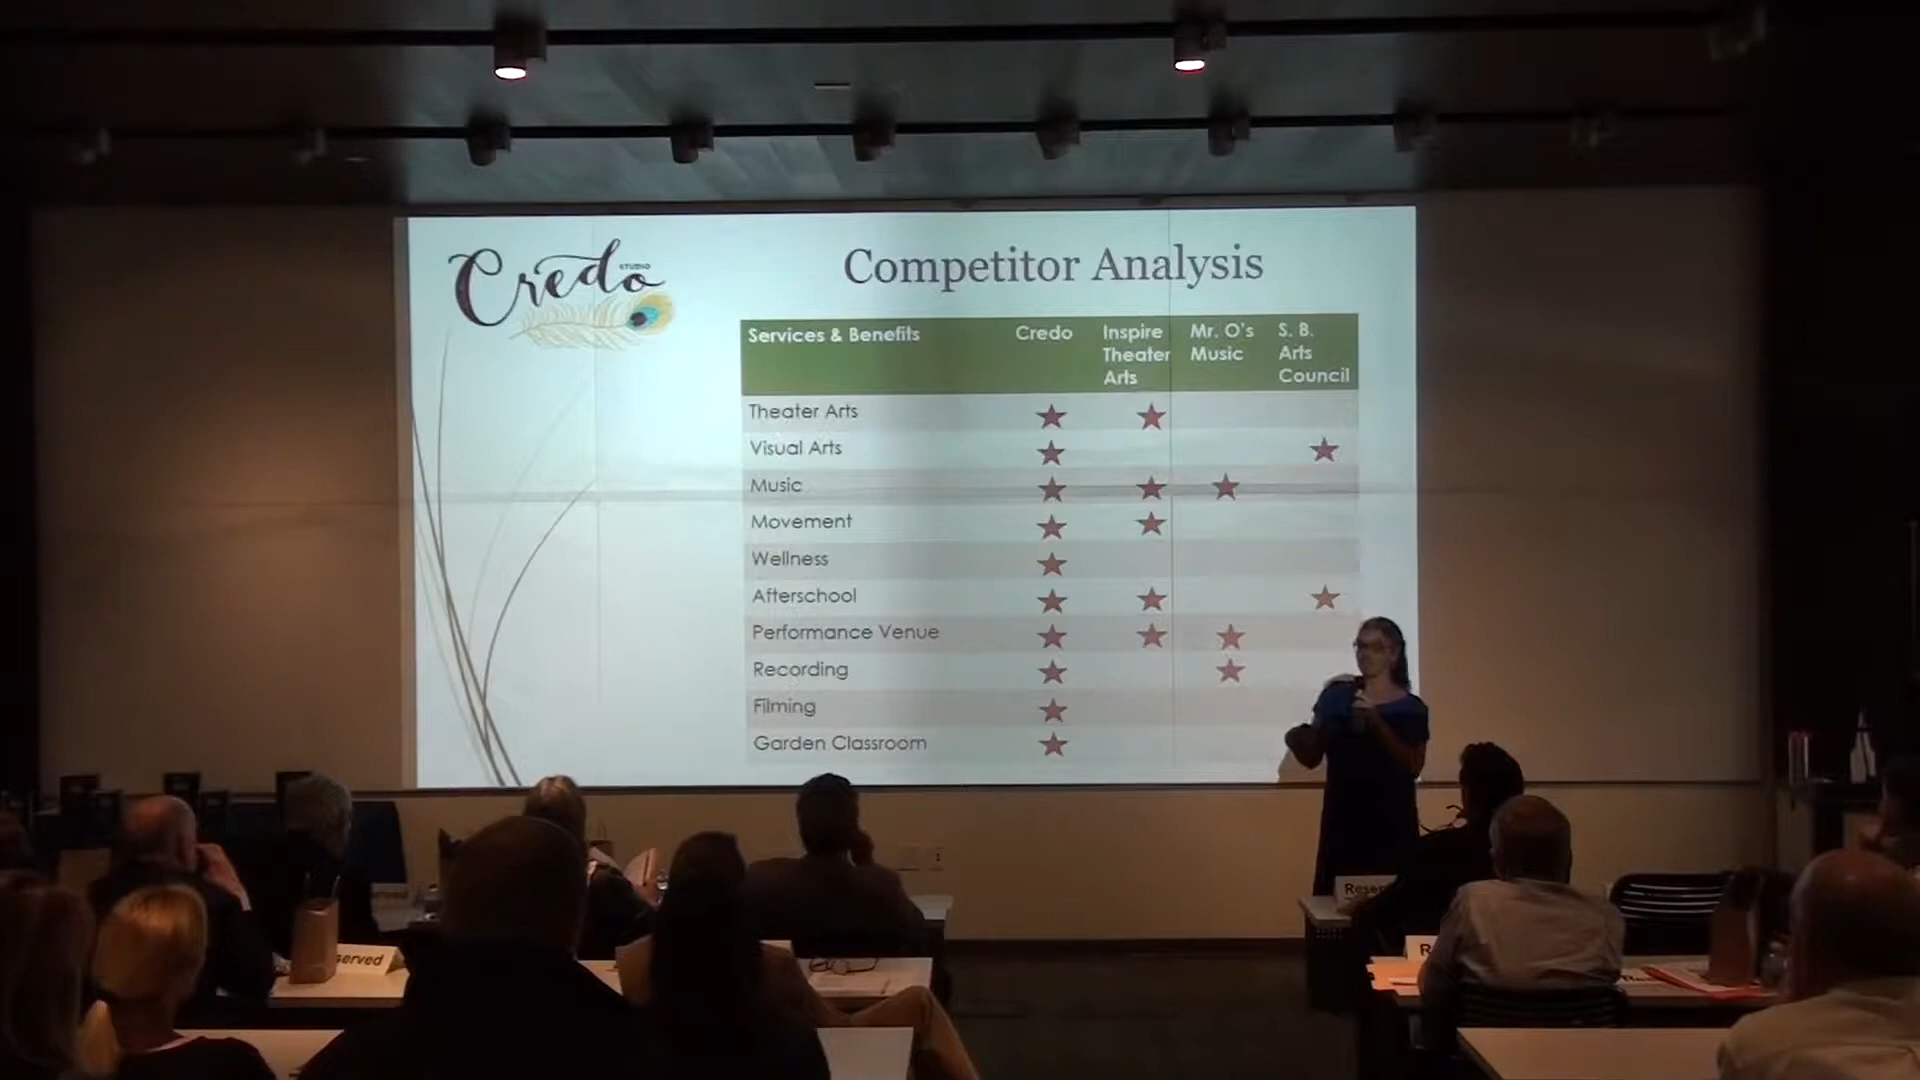 Credo
STUDIO
Competitor Analysis
Services & Benefits Credo Inspire Theater Arts Mr. O's Music S. B. Arts Council
Theater Arts ★ ★
Visual Arts ★ ★
Music ★ ★ ★
Movement ★ ★
Wellness ★
Afterschool ★ ★ ★
Performance Venue ★ ★ ★
Recording ★ ★
Filming ★
Garden Classroom ★